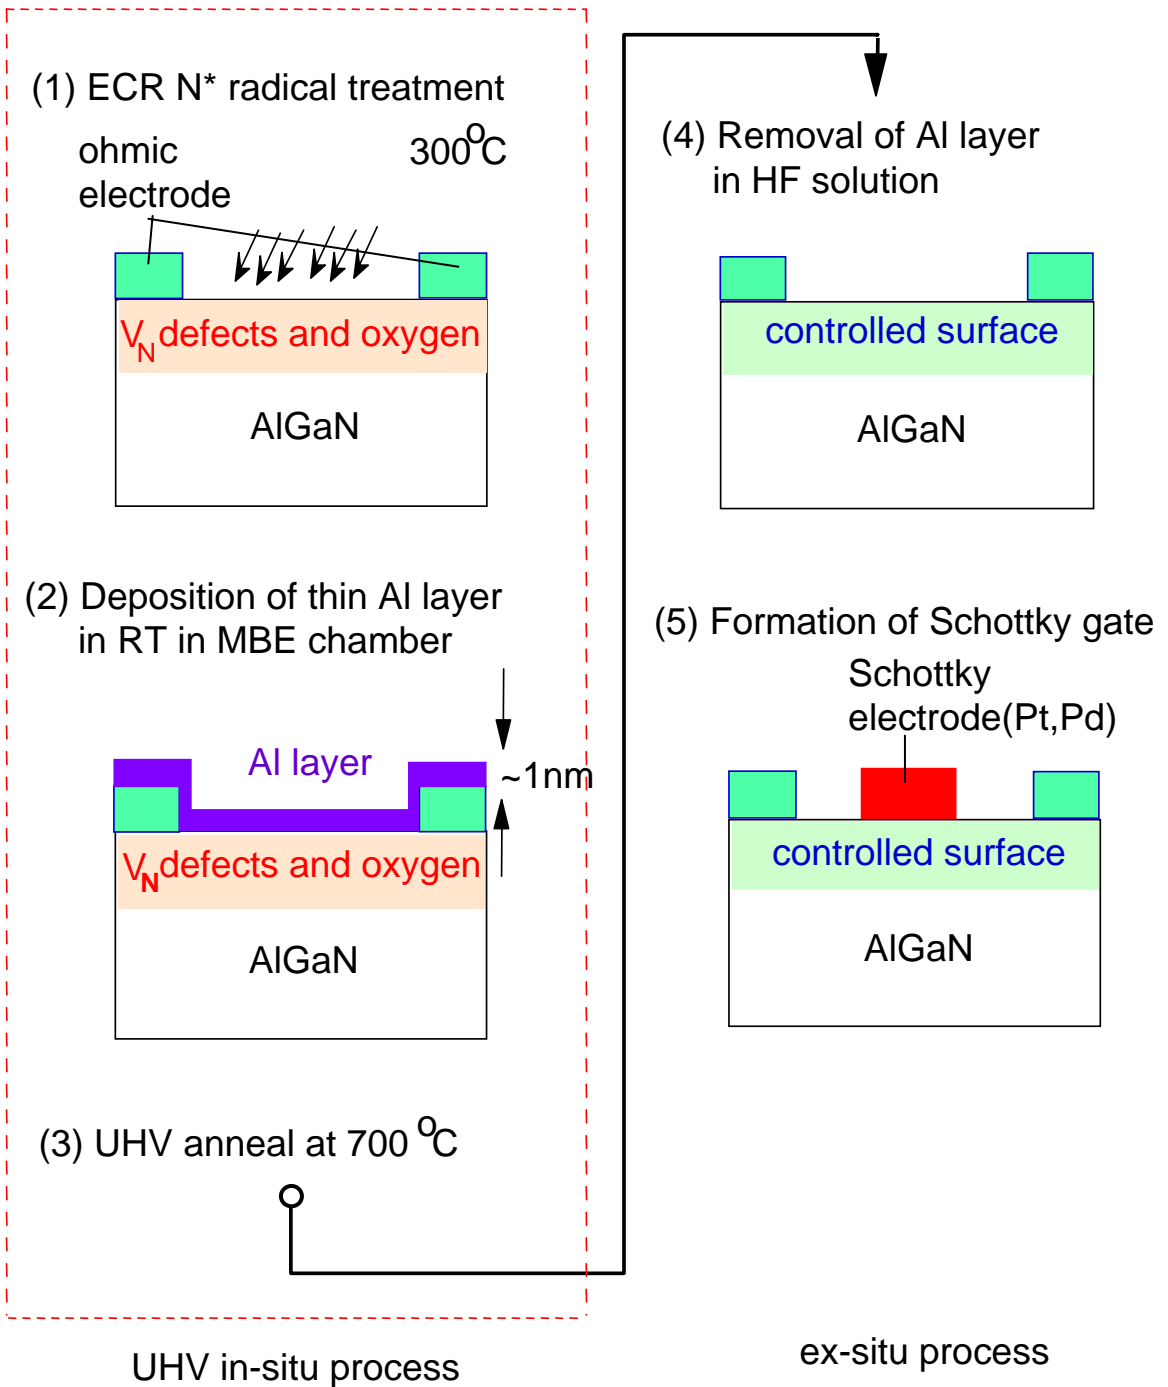 (1) ECR N* radical treatment
ohmic
electrode
300°C
V_N defects and oxygen
AlGaN
(2) Deposition of thin Al layer
in RT in MBE chamber
Al layer
~1nm
V_N defects and oxygen
AlGaN
(3) UHV anneal at 700 °C
UHV in-situ process
(4) Removal of Al layer
in HF solution
controlled surface
AlGaN
(5) Formation of Schottky gate
Schottky
electrode(Pt,Pd)
controlled surface
AlGaN
ex-situ process